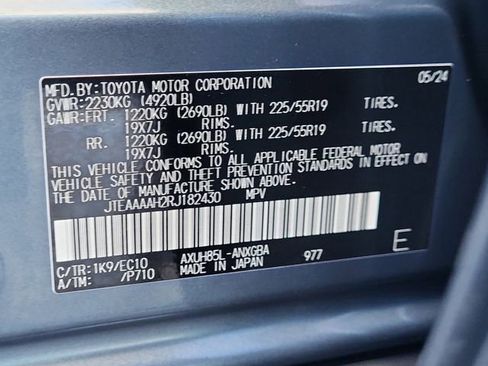 MFD.BY:TOYOTA MOTOR CORPORATION 05/24
GVWR:2230KG (4920LB)
GAWR:FRT. 1220KG (2690LB) WITH 225/55R19 TIRES.
19X7J RIMS.
RR. 1220KG (2690LB) WITH 225/55R19 TIRES.
19X7J RIMS.
THIS VEHICLE CONFORMS TO ALL APPLICABLE FEDERAL MOTOR
VEHICLE SAFETY AND THEFT PREVENTION STANDARDS IN EFFECT ON
THE DATE OF MANUFACTURE SHOWN ABOVE.
JTEAAAAH2RJ182430 MPV
C/TR:1K9/EC10 AXUH85L-ANXGBA 977
A/TM: /P710 MADE IN JAPAN
E